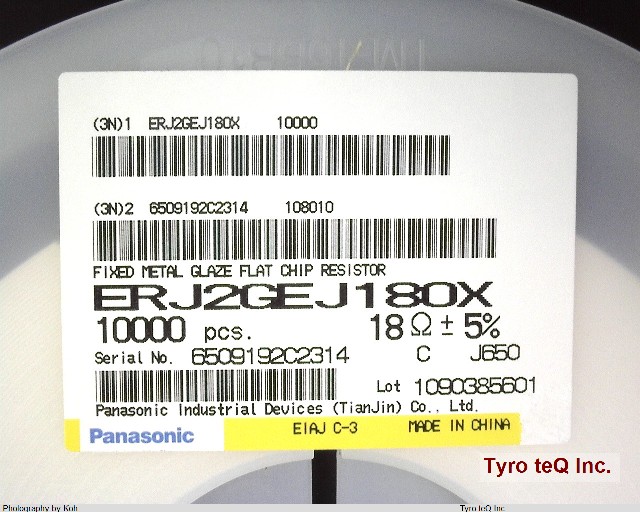 (3N)1 ERJ2GEJ180X 10000
(3N)2 6509192C2314 108010
FIXED METAL GLAZE FLAT CHIP RESISTOR
ERJ2GEJ180X
10000 pcs. 18 Ω ± 5%
Serial No. 6509192C2314 C J650
Lot 1090385601
Panasonic Industrial Devices (TianJin) Co., Ltd.
Panasonic EIAJ C-3 MADE IN CHINA
Tyro teQ Inc.
Photography by Koh Tyro teQ Inc